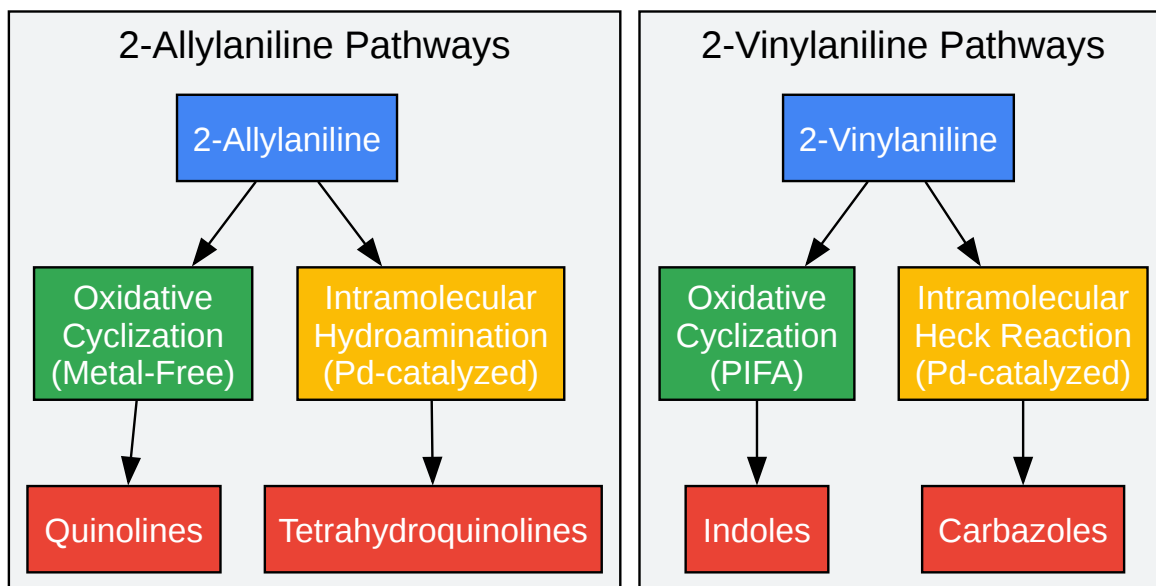 2-Allylaniline Pathways
2-Allylaniline
Oxidative
Cyclization
(Metal-Free)
Intramolecular
Hydroamination
(Pd-catalyzed)
Quinolines
Tetrahydroquinolines
2-Vinylaniline Pathways
2-Vinylaniline
Oxidative
Cyclization
(PIFA)
Intramolecular
Heck Reaction
(Pd-catalyzed)
Indoles
Carbazoles